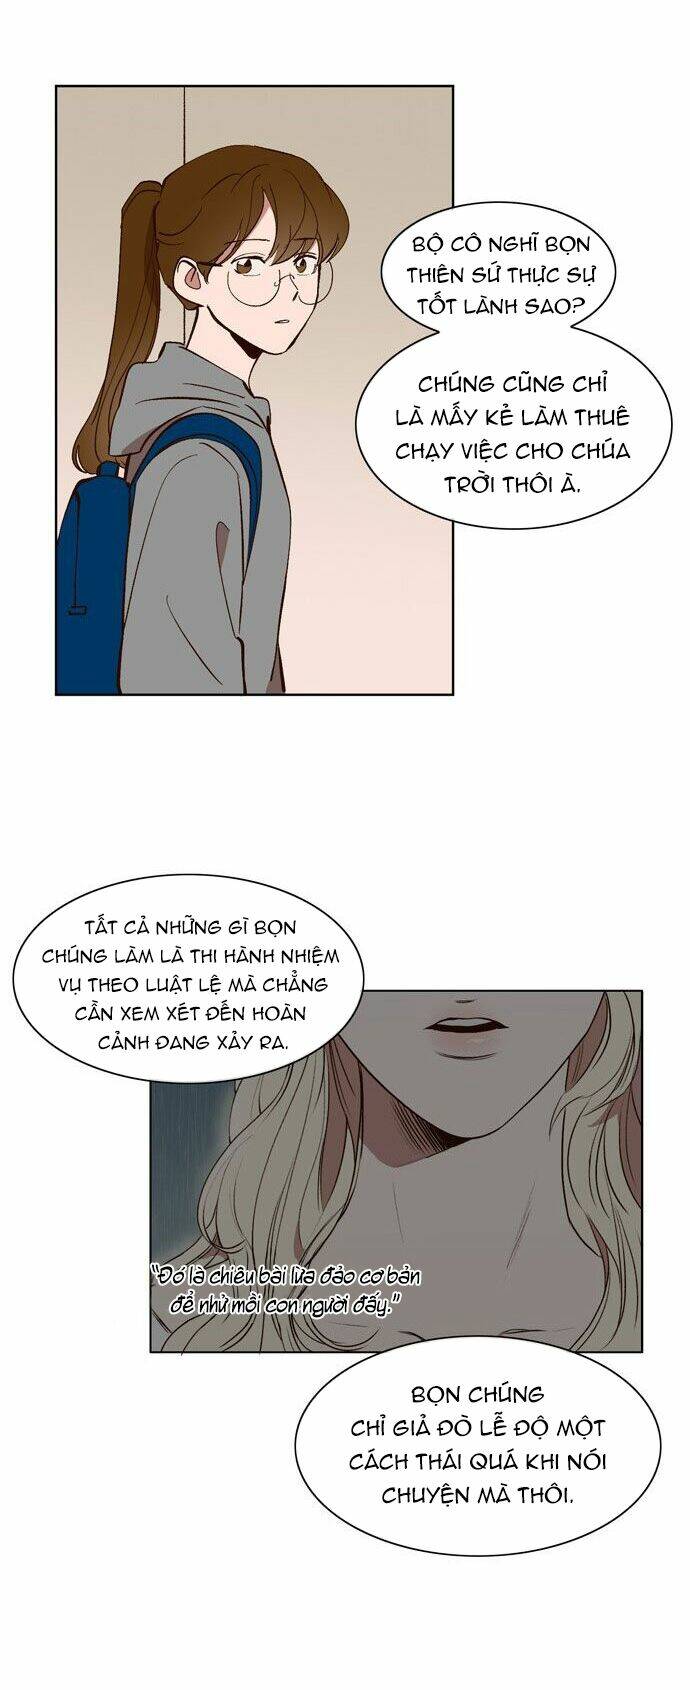 BỘ CÔ NGHĨ BỌN
THIÊN SỨ THỰC SỰ
TỐT LÀNH SAO?
CHÚNG CŨNG CHỈ
LÀ MẤY KẺ LÀM THUÊ
CHẠY VIỆC CHO CHÚA
TRỜI THÔI À.
TẤT CẢ NHỮNG GÌ BỌN
CHÚNG LÀM LÀ THI HÀNH NHIỆM
VỤ THEO LUẬT LỆ MÀ CHẲNG
CẦN XEM XÉT ĐẾN HOÀN
CẢNH ĐANG XẢY RA.
"Đó là chiêu bài lừa đảo cơ bản
để nhử mồi con người đấy."
BỌN CHÚNG
CHỈ GIẢ ĐÒ LỄ ĐỘ MỘT
CÁCH THÁI QUÁ KHI NÓI
CHUYỆN MÀ THÔI.